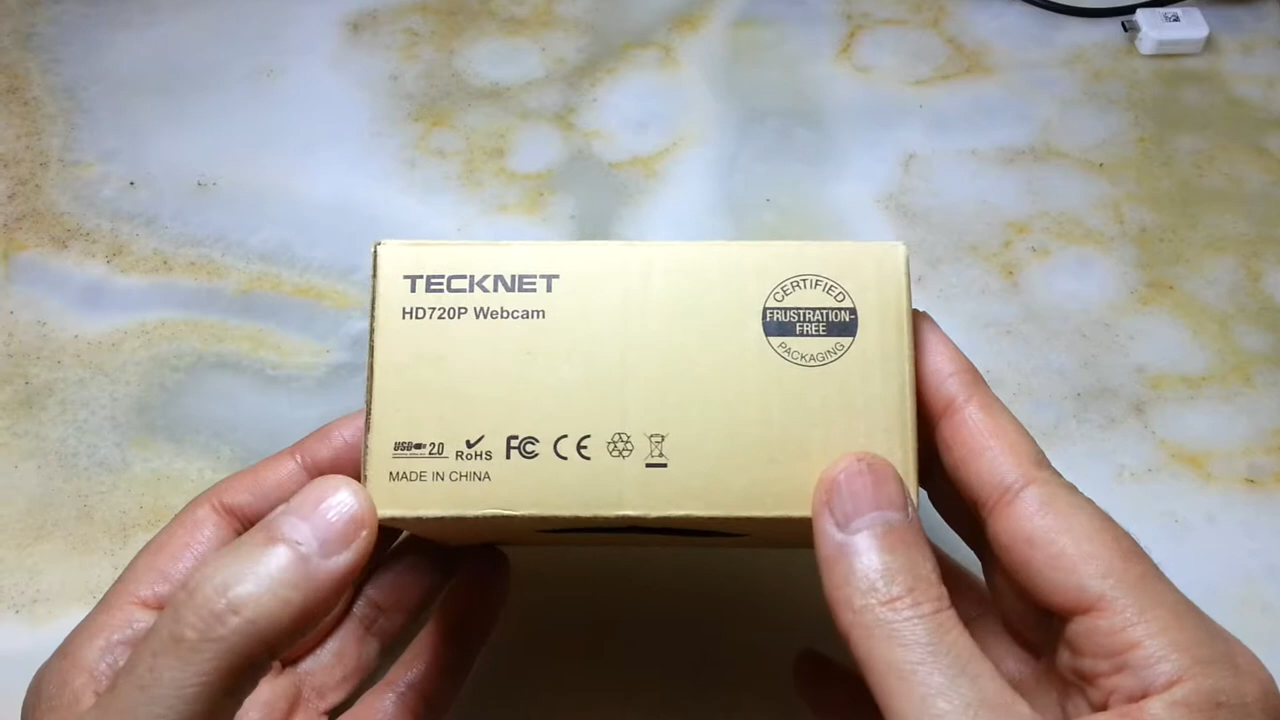 TECKNET
HD720P Webcam
CERTIFIED
FRUSTRATION-
FREE
PACKAGING
USB 2.0
RoHS
FC CE
MADE IN CHINA